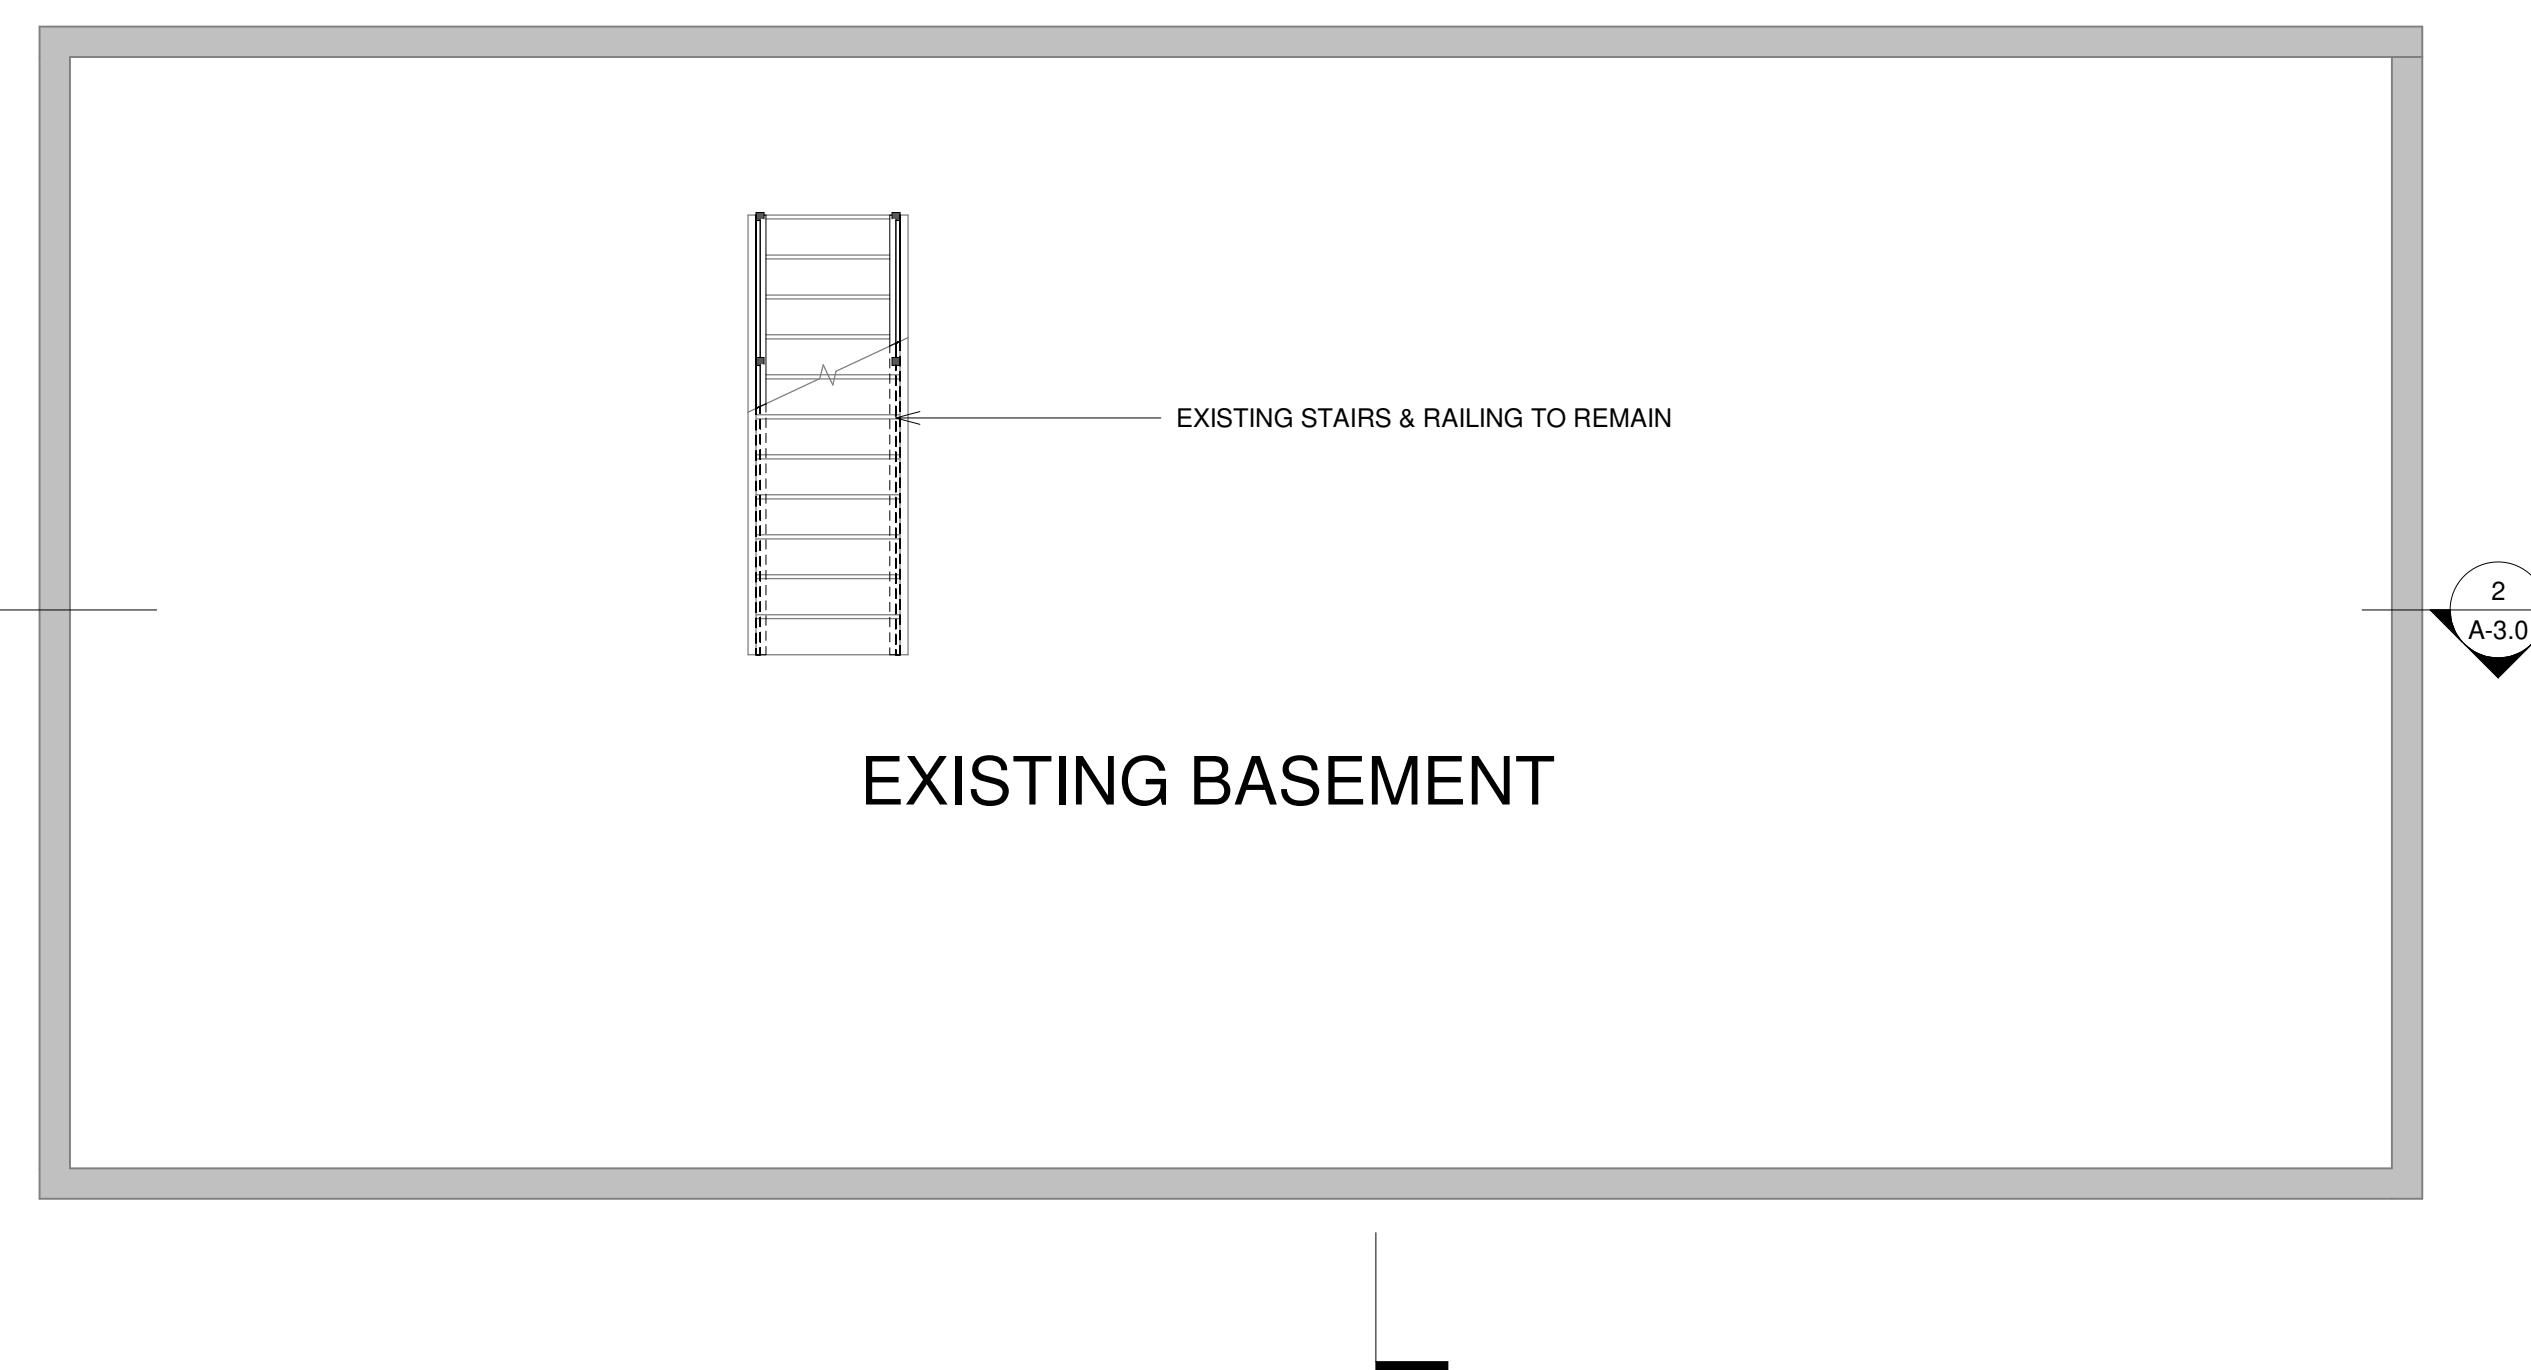 EXISTING STAIRS & RAILING TO REMAIN
2
A-3.0
EXISTING BASEMENT